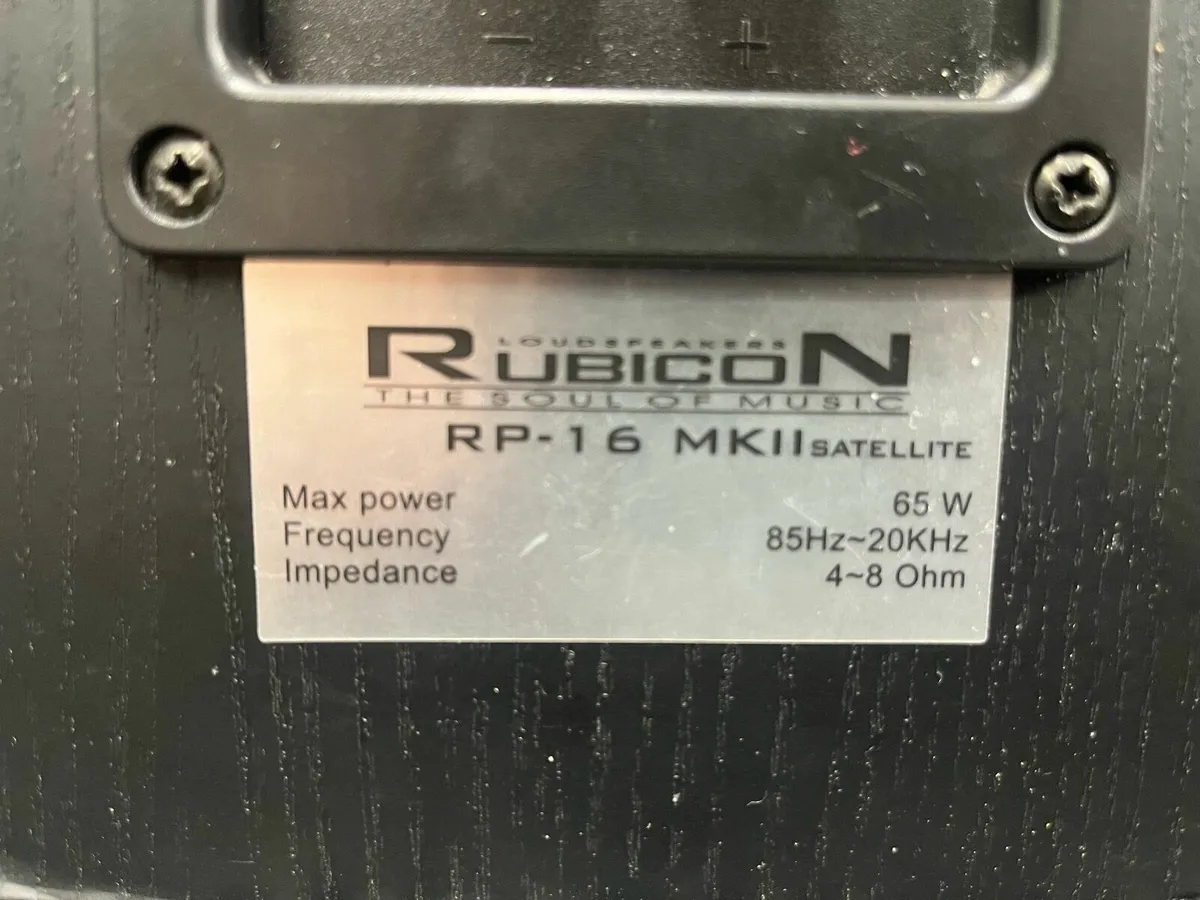 - +
LOUDSPEAKERS
RUBICON
THE SOUL OF MUSIC
RP-16 MKII SATELLITE
Max power 65 W
Frequency 85Hz~20KHz
Impedance 4~8 Ohm